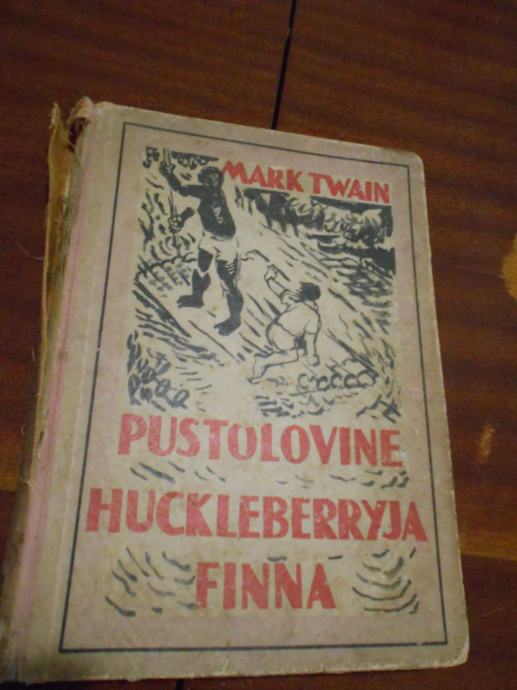 MARK TWAIN
PUSTOLOVINE
HUCKLEBERRYJA
FINNA